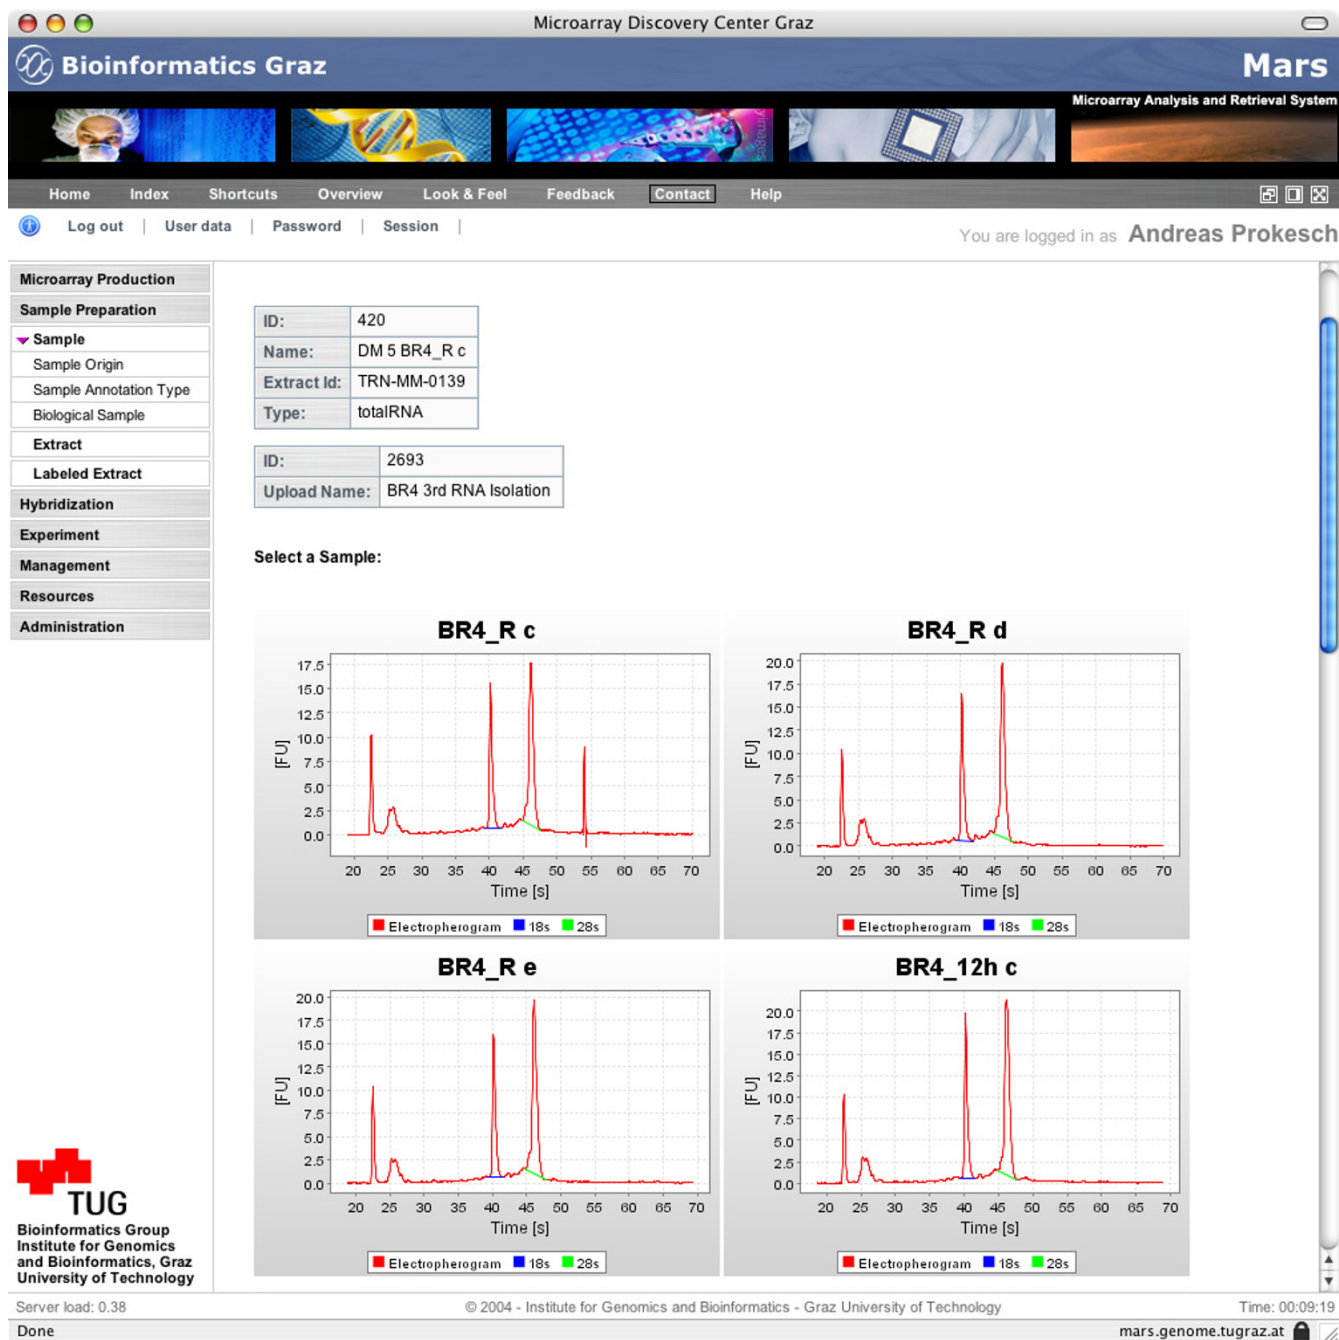 Microarray Discovery Center Graz
Bioinformatics Graz
Mars
Microarray Analysis and Retrieval System
Home Index Shortcuts Overview Look & Feel Feedback Contact Help
Log out | User data | Password | Session |
You are logged in as Andreas Prokesch
Microarray Production
Sample Preparation
Sample
Sample Origin
Sample Annotation Type
Biological Sample
Extract
Labeled Extract
Hybridization
Experiment
Management
Resources
Administration
ID: 420
Name: DM 5 BR4_R c
Extract Id: TRN-MM-0139
Type: totalRNA
ID: 2693
Upload Name: BR4 3rd RNA Isolation
Select a Sample:
BR4_R c
17.5
15.0
12.5
10.0
7.5
5.0
2.5
0.0
[FU]
20 25 30 35 40 45 50 55 60 65 70
Time [s]
Electropherogram 18s 28s
BR4_R d
20.0
17.5
15.0
12.5
10.0
7.5
5.0
2.5
0.0
[FU]
20 25 30 35 40 45 50 55 60 65 70
Time [s]
Electropherogram 18s 28s
BR4_R e
20.0
17.5
15.0
12.5
10.0
7.5
5.0
2.5
0.0
[FU]
20 25 30 35 40 45 50 55 60 65 70
Time [s]
Electropherogram 18s 28s
BR4_12h c
20.0
17.5
15.0
12.5
10.0
7.5
5.0
2.5
0.0
[FU]
20 25 30 35 40 45 50 55 60 65 70
Time [s]
Electropherogram 18s 28s
TUG
Bioinformatics Group
Institute for Genomics
and Bioinformatics, Graz
University of Technology
Server load: 0.38
© 2004 - Institute for Genomics and Bioinformatics - Graz University of Technology
Time: 00:09:19
Done
mars.genome.tugraz.at